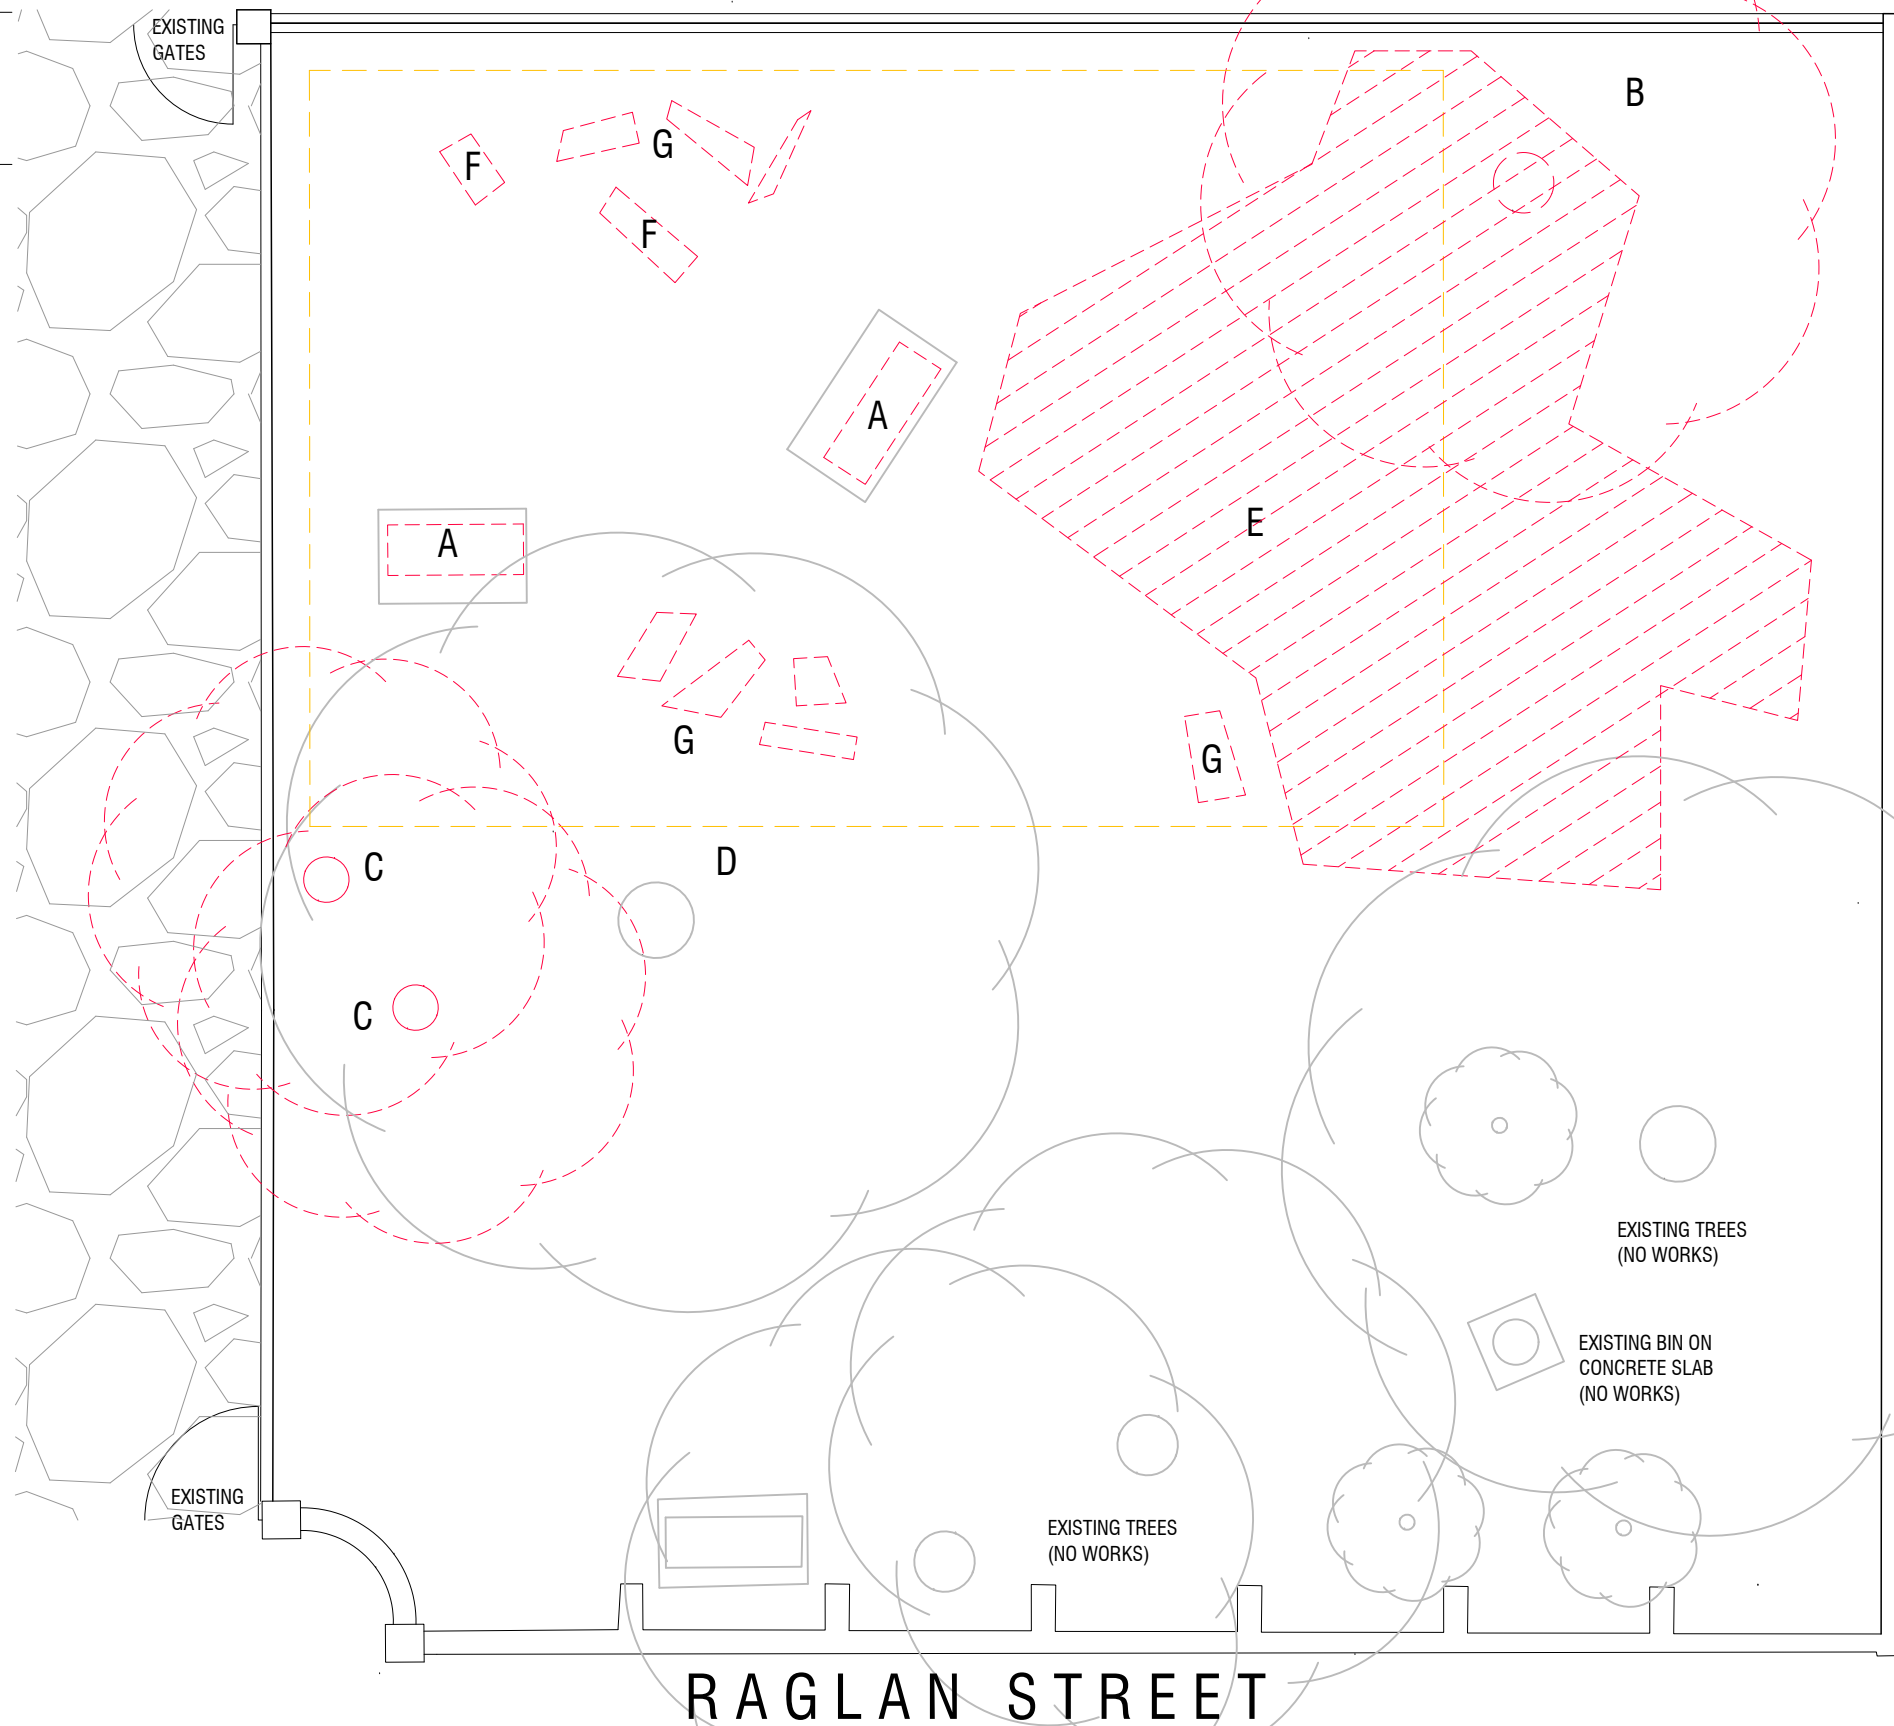 EXISTING
GATES
B
F
G
F
A
A
E
G
G
D
C
C
EXISTING TREES
(NO WORKS)
EXISTING BIN ON
CONCRETE SLAB
(NO WORKS)
EXISTING
GATES
EXISTING TREES
(NO WORKS)
RAGLAN STREET